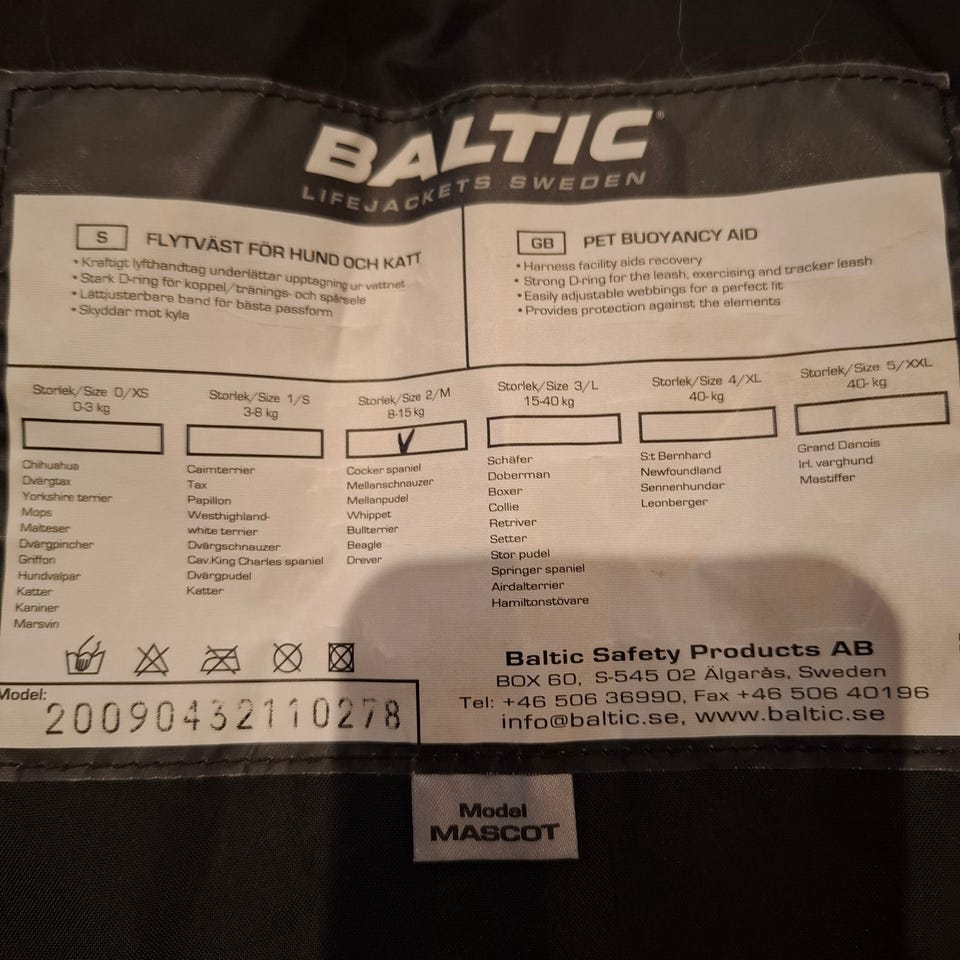 BALTIC®
LIFEJACKETS SWEDEN
S FLYTVÄST FÖR HUND OCH KATT
• Kraftigt lyfthandtag underlättar upptagning ur vattnet
• Stark D-ring för koppel/tränings- och spårsele
• Lättjusterbara band för bästa passform
• Skyddar mot kyla
GB PET BUOYANCY AID
• Harness facility aids recovery
• Strong D-ring for the leash, exercising and tracker leash
• Easily adjustable webbings for a perfect fit
• Provides protection against the elements
Storlek/Size 0/XS
0-3 kg
Chihuahua
Dvärgtax
Yorkshire terrier
Mops
Malteser
Dvärgpincher
Griffon
Hundvalpar
Katter
Kaniner
Marsvin
Storlek/Size 1/S
3-8 kg
Cairnterrier
Tax
Papillon
Westhighland-
white terrier
Dvärgschnauzer
Cav.King Charles spaniel
Dvärgpudel
Katter
Storlek/Size 2/M
8-15 kg
Cocker spaniel
Mellanschnauzer
Mellanpudel
Whippet
Bullterrier
Beagle
Drever
Storlek/Size 3/L
15-40 kg
Schäfer
Doberman
Boxer
Collie
Retriver
Setter
Stor pudel
Springer spaniel
Airdalterrier
Hamiltonstövare
Storlek/Size 4/XL
40- kg
S:t Bernhard
Newfoundland
Sennenhundar
Leonberger
Storlek/Size 5/XXL
40- kg
Grand Danois
Irl. varghund
Mastiffer
Baltic Safety Products AB
BOX 60, S-545 02 Älgarås, Sweden
Tel: +46 506 36990, Fax +46 506 40196
info@baltic.se, www.baltic.se
Model:
20090432110278
Model
MASCOT